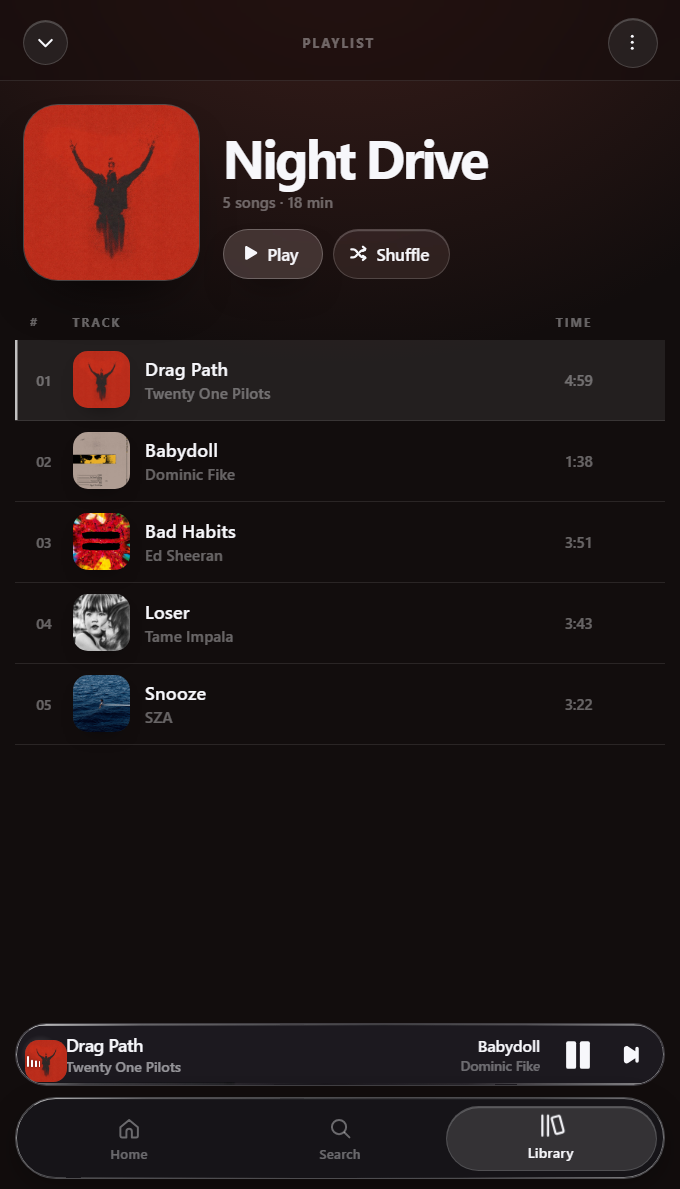 PLAYLIST
Night Drive
5 songs · 18 min
Play
Shuffle
# TRACK TIME
01 Drag Path 4:59
Twenty One Pilots
02 Babydoll 1:38
Dominic Fike
03 Bad Habits 3:51
Ed Sheeran
04 Loser 3:43
Tame Impala
05 Snooze 3:22
SZA
Drag Path
Twenty One Pilots
Babydoll
Dominic Fike
Home
Search
Library